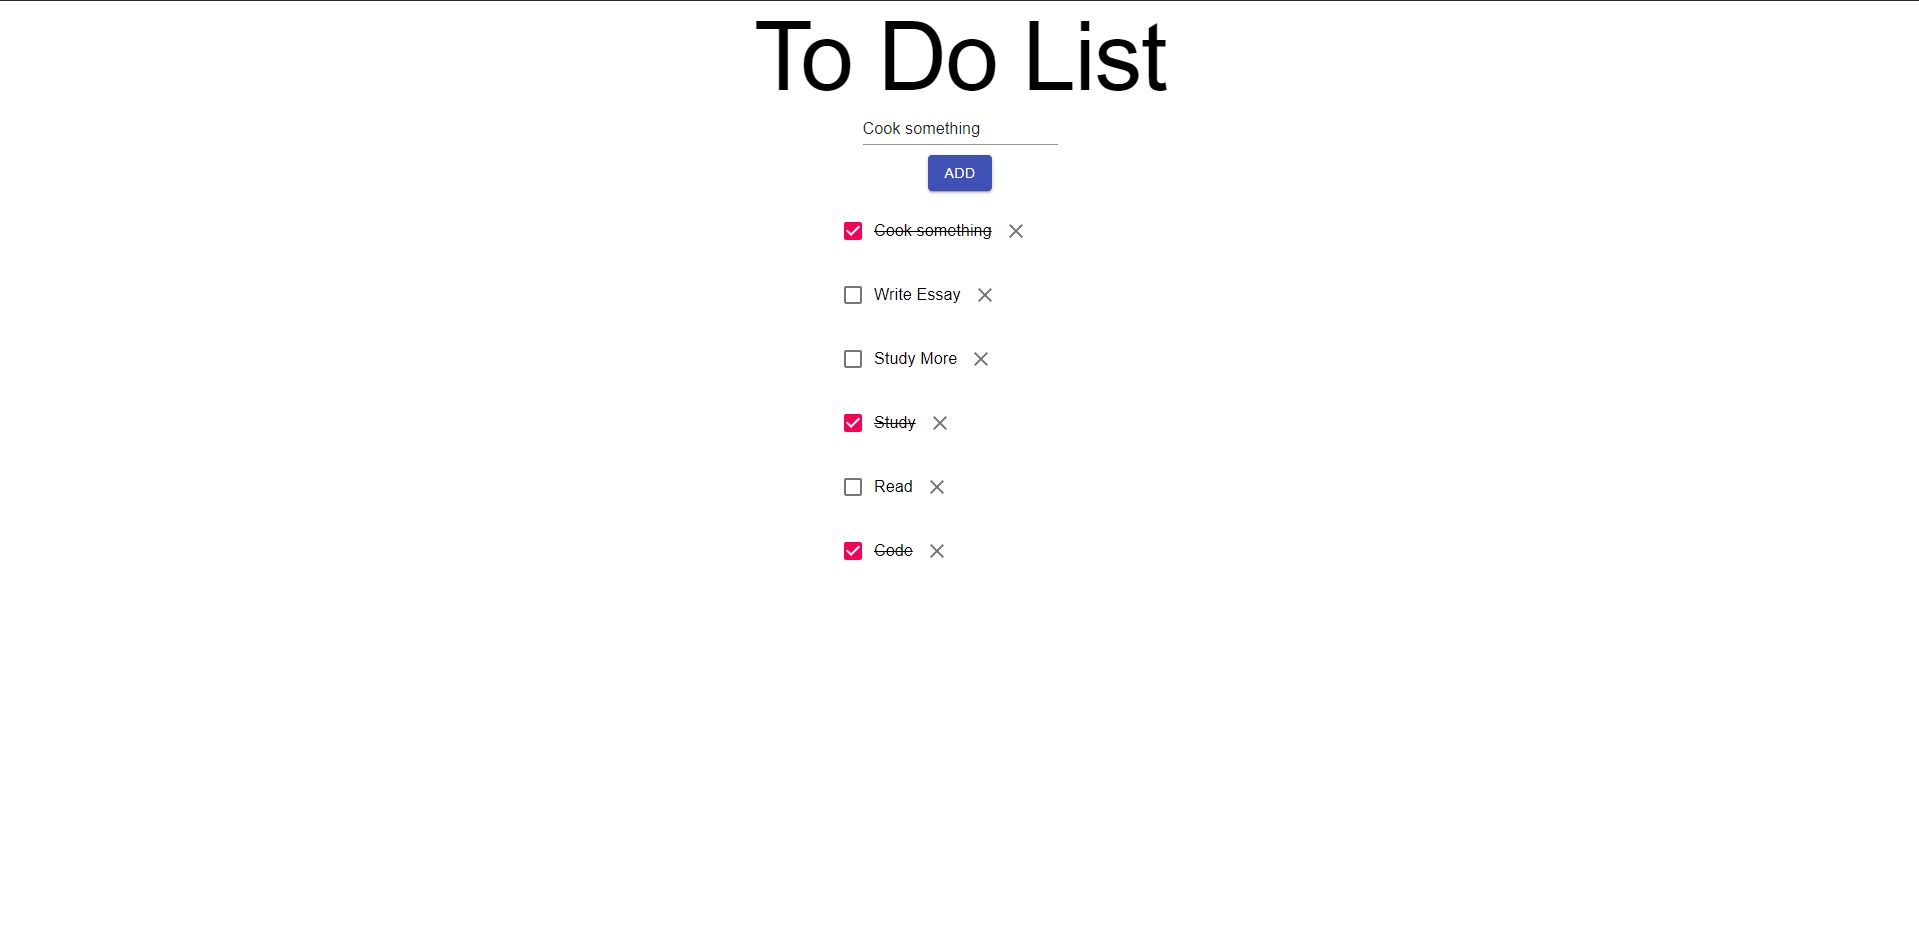 To Do List
Cook something
ADD
Cook something
Write Essay
Study More
Study
Read
Code